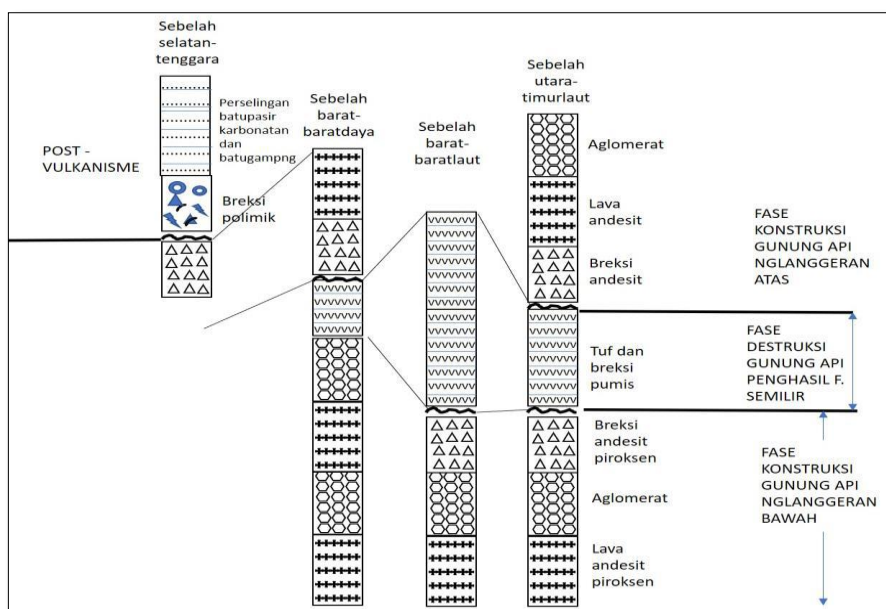 Sebelah
selatan-
tenggara
Perselingan
batupasir
karbonatan
dan
batugampng
POST -
VULKANISME
Breksi
polimik
Sebelah
barat-
baratdaya
Sebelah
barat-
baratlaut
Sebelah
utara-
timurlaut
Aglomerat
Lava
andesit
Breksi
andesit
Tuf dan
breksi
pumis
Breksi
andesit
piroksen
Aglomerat
Lava
andesit
piroksen
FASE
KONSTRUKSI
GUNUNG API
NGLANGGERAN
ATAS
FASE
DESTRUKSI
GUNUNG API
PENGHASIL F.
SEMILIR
FASE
KONSTRUKSI
GUNUNG API
NGLANGGERAN
BAWAH